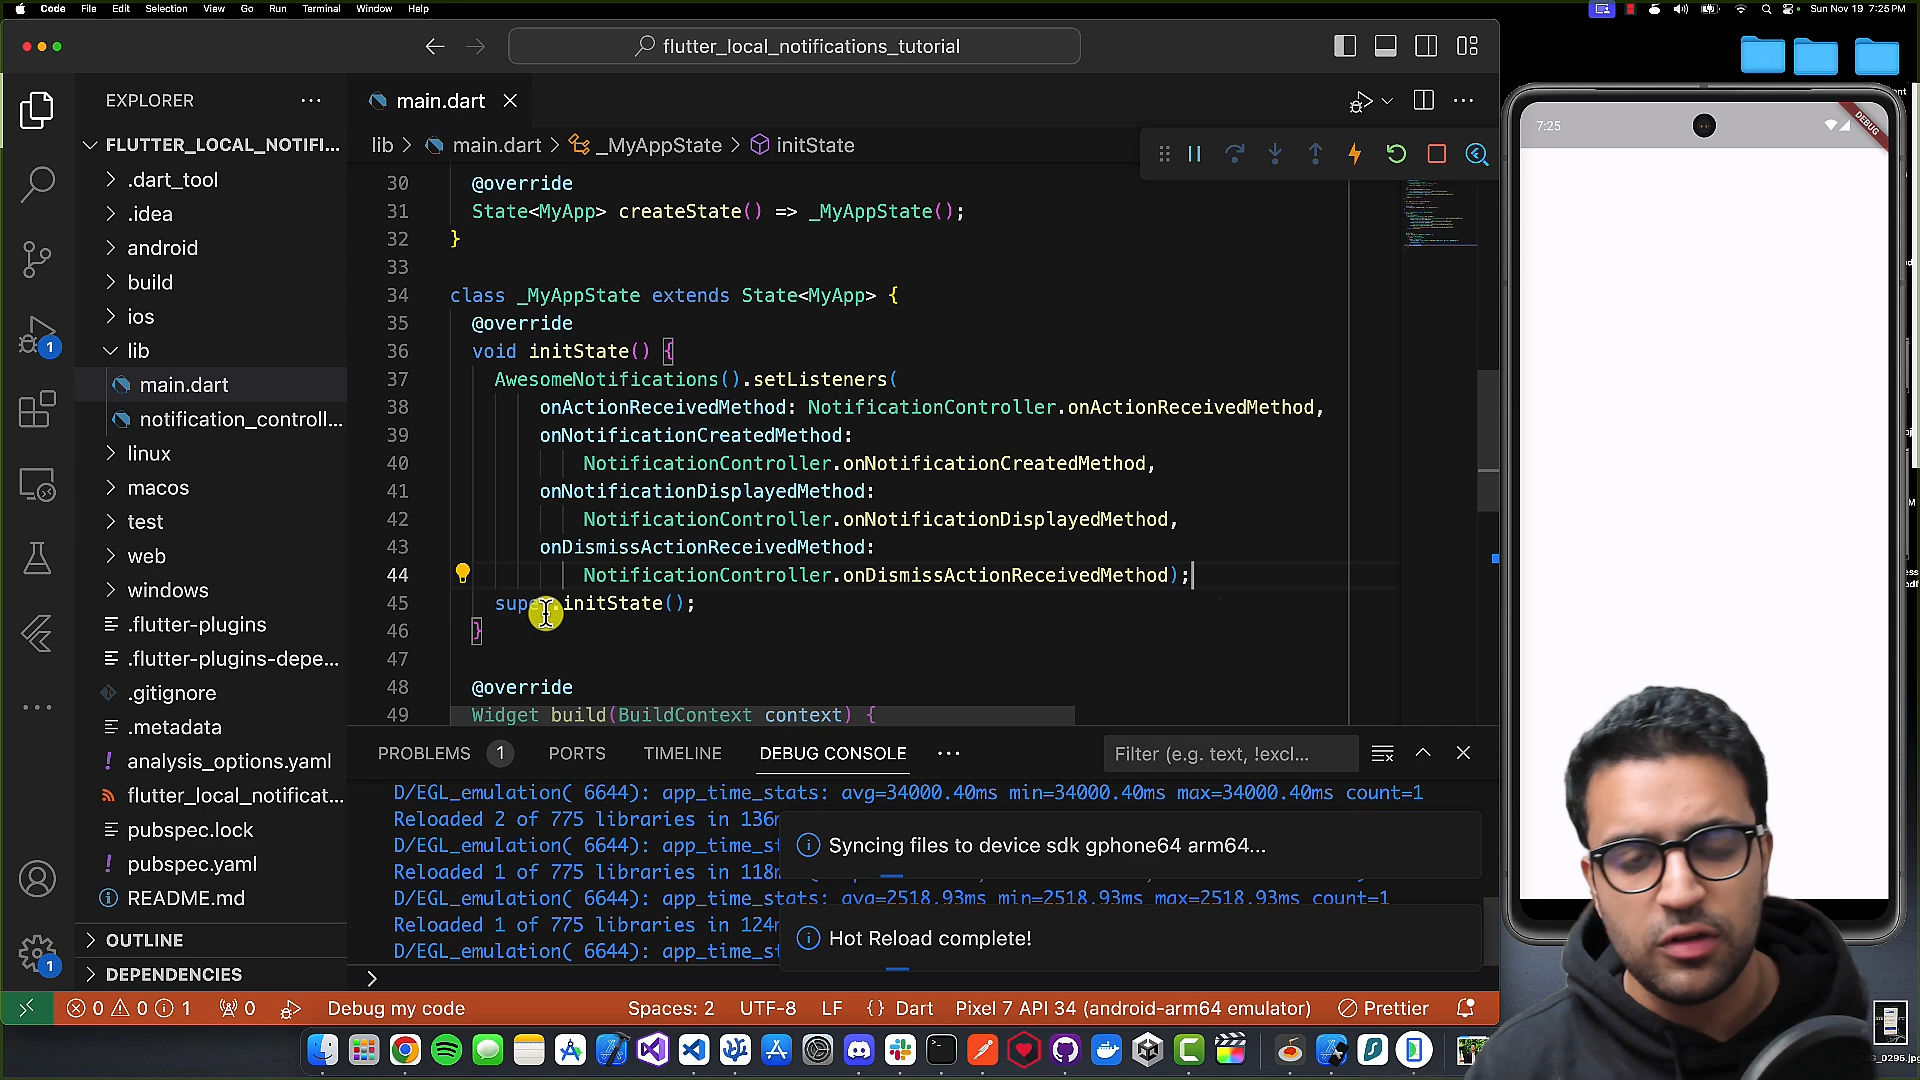 Code File Edit Selection View Go Run Terminal Window Help
Sun Nov 19 7:25 PM
flutter_local_notifications_tutorial
EXPLORER
main.dart
FLUTTER_LOCAL_NOTIFI...
lib > main.dart > _MyAppState > initState
.dart_tool
.idea
android
build
ios
lib
main.dart
notification_controll...
linux
macos
test
web
windows
.flutter-plugins
.flutter-plugins-depe...
.gitignore
.metadata
analysis_options.yaml
flutter_local_notificat...
pubspec.lock
pubspec.yaml
README.md
OUTLINE
DEPENDENCIES
1
1
30 @override
31 State<MyApp> createState() => _MyAppState();
32 }
33
34 class _MyAppState extends State<MyApp> {
35 @override
36 void initState() {
37 AwesomeNotifications().setListeners(
38 onActionReceivedMethod: NotificationController.onActionReceivedMethod,
39 onNotificationCreatedMethod:
40 NotificationController.onNotificationCreatedMethod,
41 onNotificationDisplayedMethod:
42 NotificationController.onNotificationDisplayedMethod,
43 onDismissActionReceivedMethod:
44 NotificationController.onDismissActionReceivedMethod);
45 super.initState();
46 }
47
48 @override
49 Widget build(BuildContext context) {
PROBLEMS 1 PORTS TIMELINE DEBUG CONSOLE
Filter (e.g. text, !excl...
D/EGL_emulation( 6644): app_time_stats: avg=34000.40ms min=34000.40ms max=34000.40ms count=1
Reloaded 2 of 775 libraries in 136m
D/EGL_emulation( 6644): app_time_st
Reloaded 1 of 775 libraries in 118m
D/EGL_emulation( 6644): app_time_stats: avg=2518.93ms min=2518.93ms max=2518.93ms count=1
Reloaded 1 of 775 libraries in 124m
D/EGL_emulation( 6644): app_time_st
Syncing files to device sdk gphone64 arm64...
Hot Reload complete!
0 0 1 0 Debug my code Spaces: 2 UTF-8 LF {} Dart Pixel 7 API 34 (android-arm64 emulator) Prettier
7:25
DEBUG